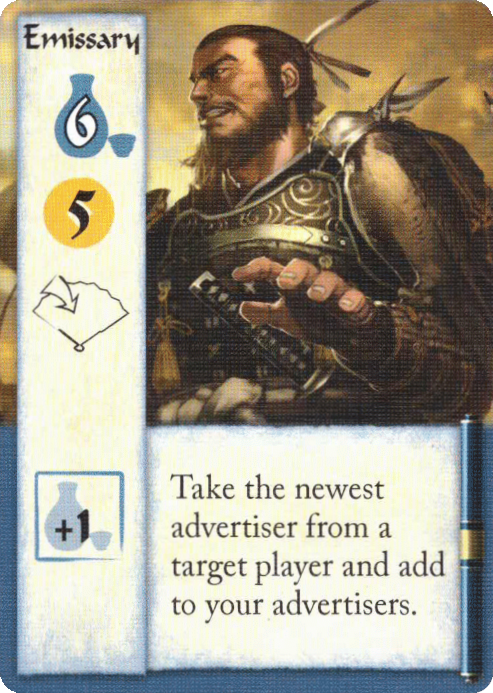 Emissary
6
5
+1
Take the newest
advertiser from a
target player and add
to your advertisers.